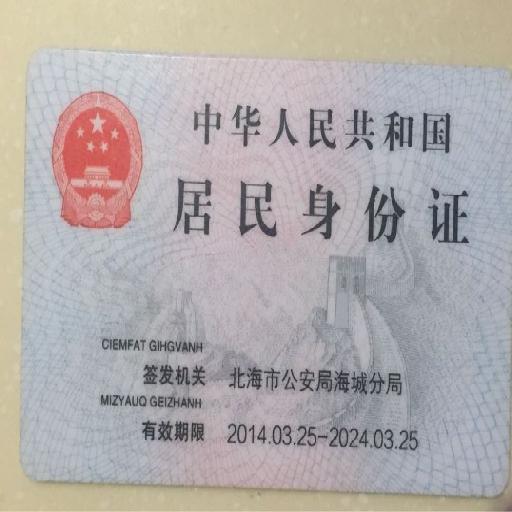 中华人民共和国
居民身份证
CIEMFAT GIHGVANH
签发机关 北海市公安局海城分局
MIZYAUQ GEIZHANH
有效期限 2014.03.25-2024.03.25